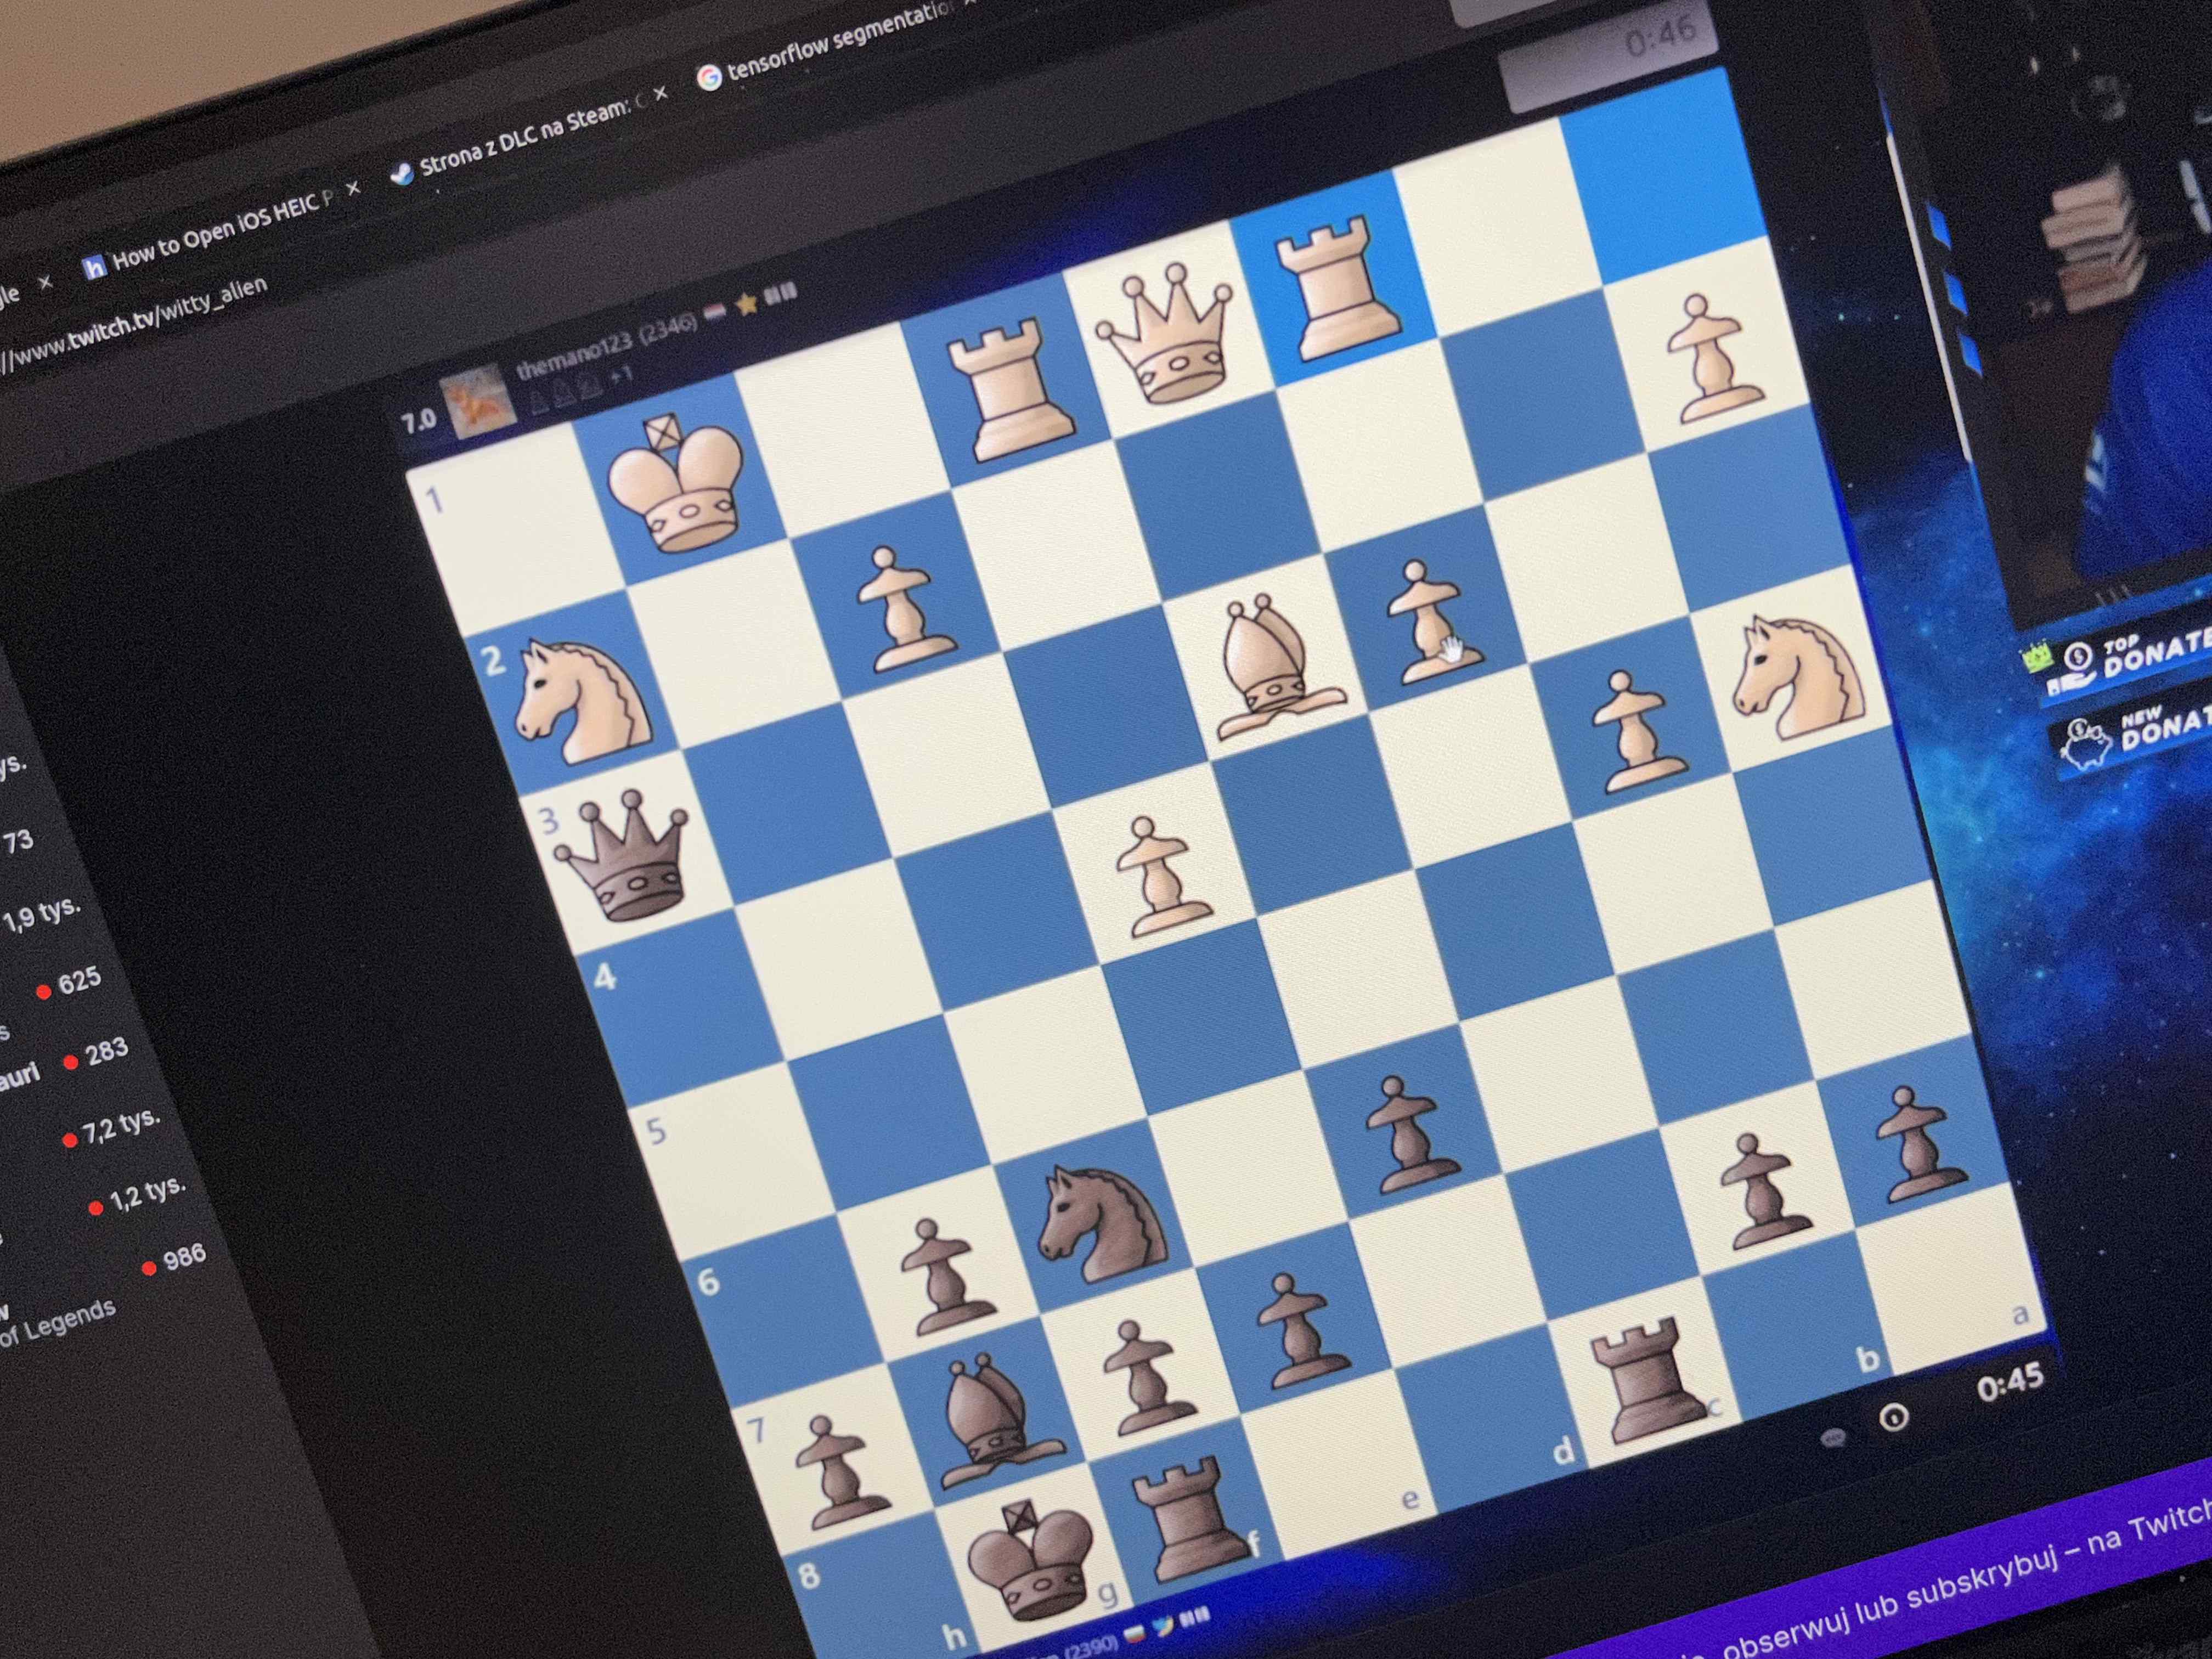 tensorflow segmentatio
Strona z DLC na Steam:
How to Open iOS HEIC P
gle
//www.twitch.tv/witty_alien
0:46
7.0
themano123 (2346)
+1
1
2
3
4
5
6
7
8
h
g
f
e
d
c
b
a
0:45
(2390)
ys.
73
1,9 tys.
625
s
auri
283
7,2 tys.
1,2 tys.
986
of Legends
TOP
DONATE
NEW
DONAT
obserwuj lub subskrybuj – na Twitch